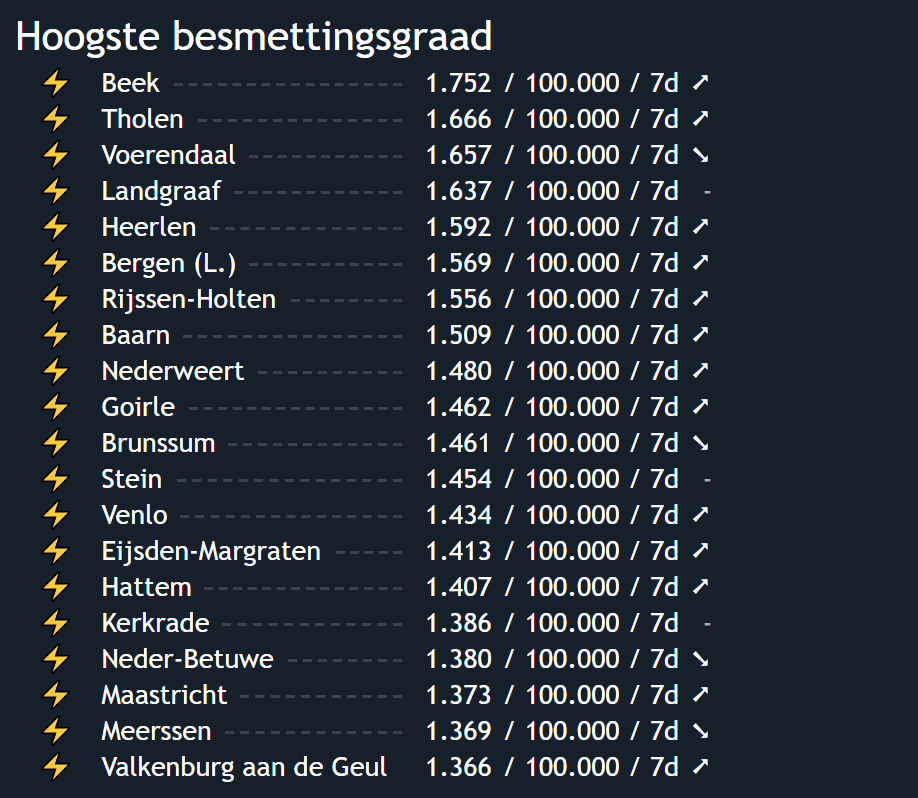 Hoogste besmettingsgraad
⚡ Beek 1.752 / 100.000 / 7d ➚
⚡ Tholen 1.666 / 100.000 / 7d ➚
⚡ Voerendaal 1.657 / 100.000 / 7d ➘
⚡ Landgraaf 1.637 / 100.000 / 7d -
⚡ Heerlen 1.592 / 100.000 / 7d ➚
⚡ Bergen (L.) 1.569 / 100.000 / 7d ➚
⚡ Rijssen-Holten 1.556 / 100.000 / 7d ➚
⚡ Baarn 1.509 / 100.000 / 7d ➚
⚡ Nederweert 1.480 / 100.000 / 7d ➚
⚡ Goirle 1.462 / 100.000 / 7d ➚
⚡ Brunssum 1.461 / 100.000 / 7d ➘
⚡ Stein 1.454 / 100.000 / 7d -
⚡ Venlo 1.434 / 100.000 / 7d ➚
⚡ Eijsden-Margraten 1.413 / 100.000 / 7d ➚
⚡ Hattem 1.407 / 100.000 / 7d ➚
⚡ Kerkrade 1.386 / 100.000 / 7d -
⚡ Neder-Betuwe 1.380 / 100.000 / 7d ➘
⚡ Maastricht 1.373 / 100.000 / 7d ➚
⚡ Meerssen 1.369 / 100.000 / 7d ➘
⚡ Valkenburg aan de Geul 1.366 / 100.000 / 7d ➚